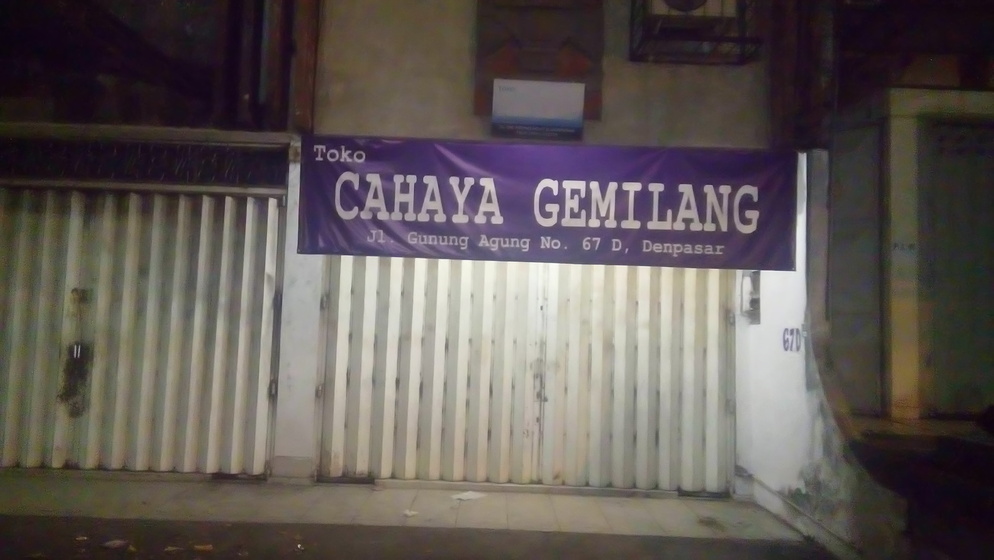 Toko
CAHAYA GEMILANG
Jl. Gunung Agung No. 67 D, Denpasar
67D